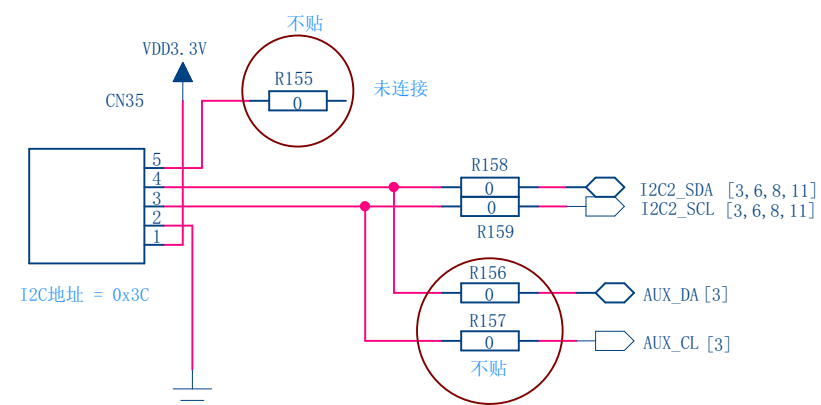 不贴
VDD3.3V
R155
未连接
CN35
0
5
4
3
2
1
R158
0
I2C2_SDA [3,6,8,11]
0
I2C2_SCL [3,6,8,11]
R159
I2C地址 = 0x3C
R156
0
AUX_DA[3]
R157
0
AUX_CL [3]
不贴